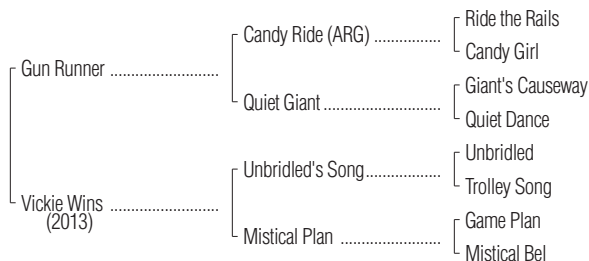 Ride the Rails
Candy Ride (ARG) ..................
Candy Girl
Gun Runner ........................
Giant's Causeway
Quiet Giant..........................
Quiet Dance
Unbridled
Unbridled's Song.................
Trolley Song
Vickie Wins ........................
(2013)
Game Plan
Mistical Plan ......................
Mistical Bel